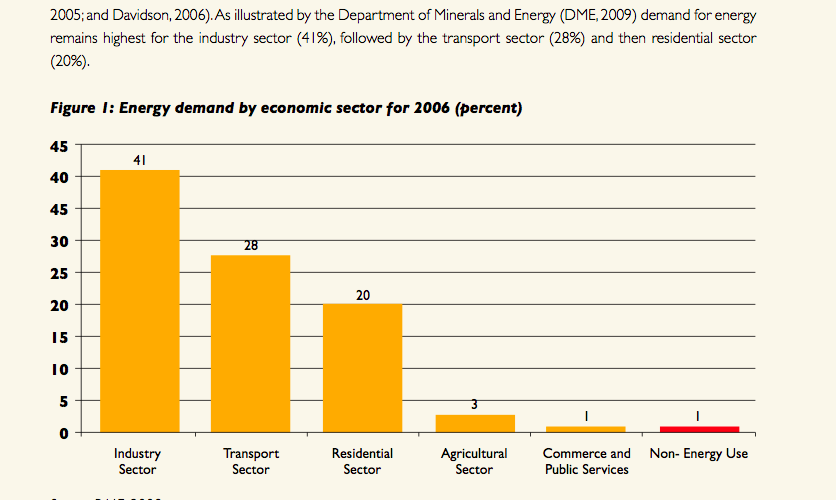 2005; and Davidson, 2006). As illustrated by the Department of Minerals and Energy (DME, 2009) demand for energy
remains highest for the industry sector (41%), followed by the transport sector (28%) and then residential sector
(20%).
Figure 1: Energy demand by economic sector for 2006 (percent)
45
40
45
30
25
20
15
10
5
0
41
28
20
3
1
1
Industry
Sector
Transport
Sector
Residential
Sector
Agricultural
Sector
Commerce and
Public Services
Non- Energy Use